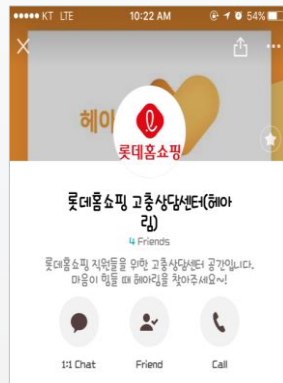 KT LTE 10:22 AM 54%
헤아
롯데홈쇼핑
롯데홈쇼핑 고충상담센터(헤아
림)
4 Friends
롯데홈쇼핑 직원들을 위한 고충상담센터 공간입니다.
마음이 힘들 때 헤아림을 찾아주세요~!
1:1 Chat Friend Call